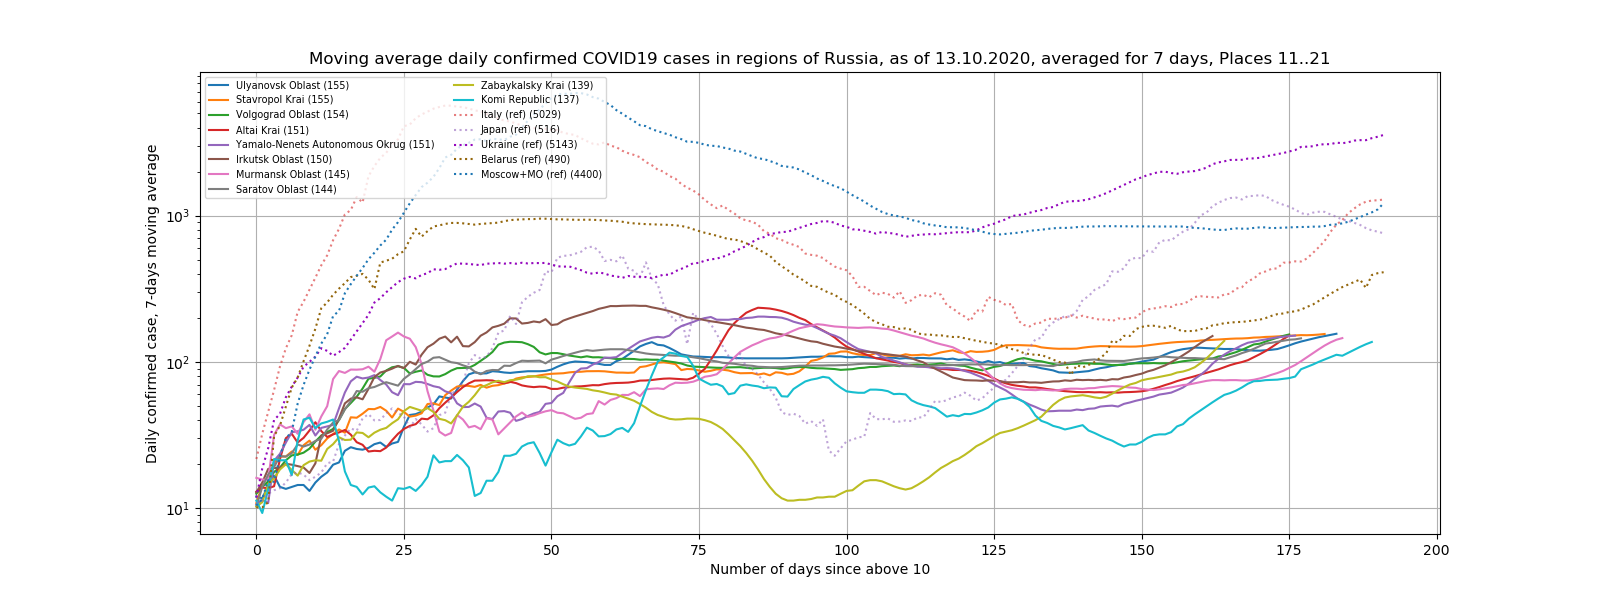 Moving average daily confirmed COVID19 cases in regions of Russia, as of 13.10.2020, averaged for 7 days, Places 11..21
Daily confirmed case, 7-days moving average
10³
10²
10¹
Ulyanovsk Oblast (155)
Stavropol Krai (155)
Volgograd Oblast (154)
Altai Krai (151)
Yamalo-Nenets Autonomous Okrug (151)
Irkutsk Oblast (150)
Murmansk Oblast (145)
Saratov Oblast (144)
Zabaykalsky Krai (139)
Komi Republic (137)
Italy (ref) (5029)
Japan (ref) (516)
Ukraine (ref) (5143)
Belarus (ref) (490)
Moscow+MO (ref) (4400)
0 25 50 75 100 125 150 175 200
Number of days since above 10